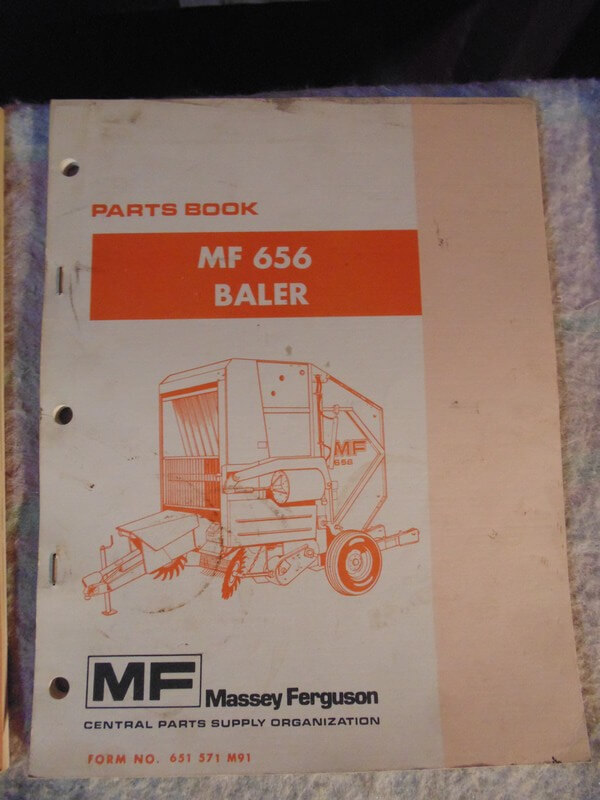 PARTS BOOK
MF 656
BALER
MF
656
MF Massey Ferguson
CENTRAL PARTS SUPPLY ORGANIZATION
FORM NO. 651 571 M91